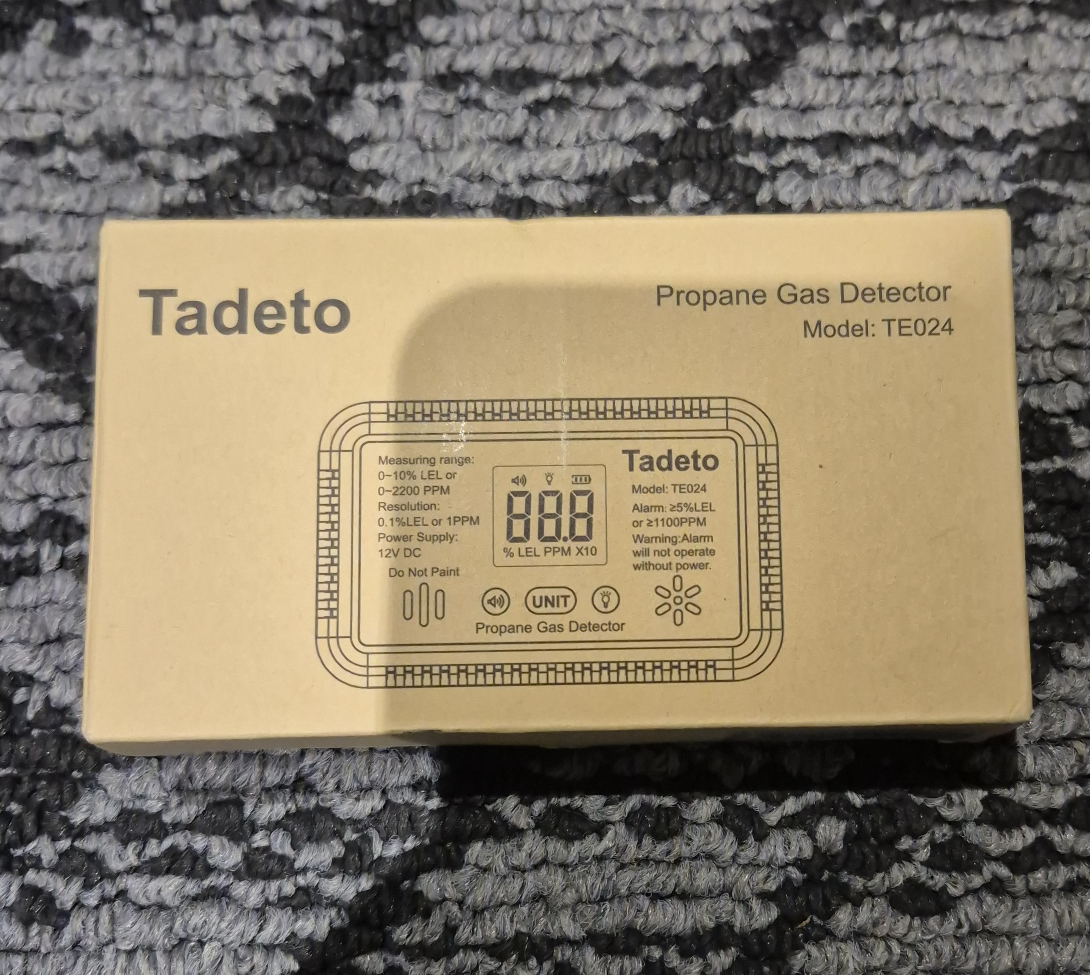 Tadeto
Propane Gas Detector
Model: TE024
Measuring range:
0~10% LEL or
0~2200 PPM
Resolution:
0.1%LEL or 1PPM
Power Supply:
12V DC
Do Not Paint
88.8
% LEL PPM X10
Tadeto
Model: TE024
Alarm: ≥5%LEL
or ≥1100PPM
Warning:Alarm
will not operate
without power.
UNIT
Propane Gas Detector